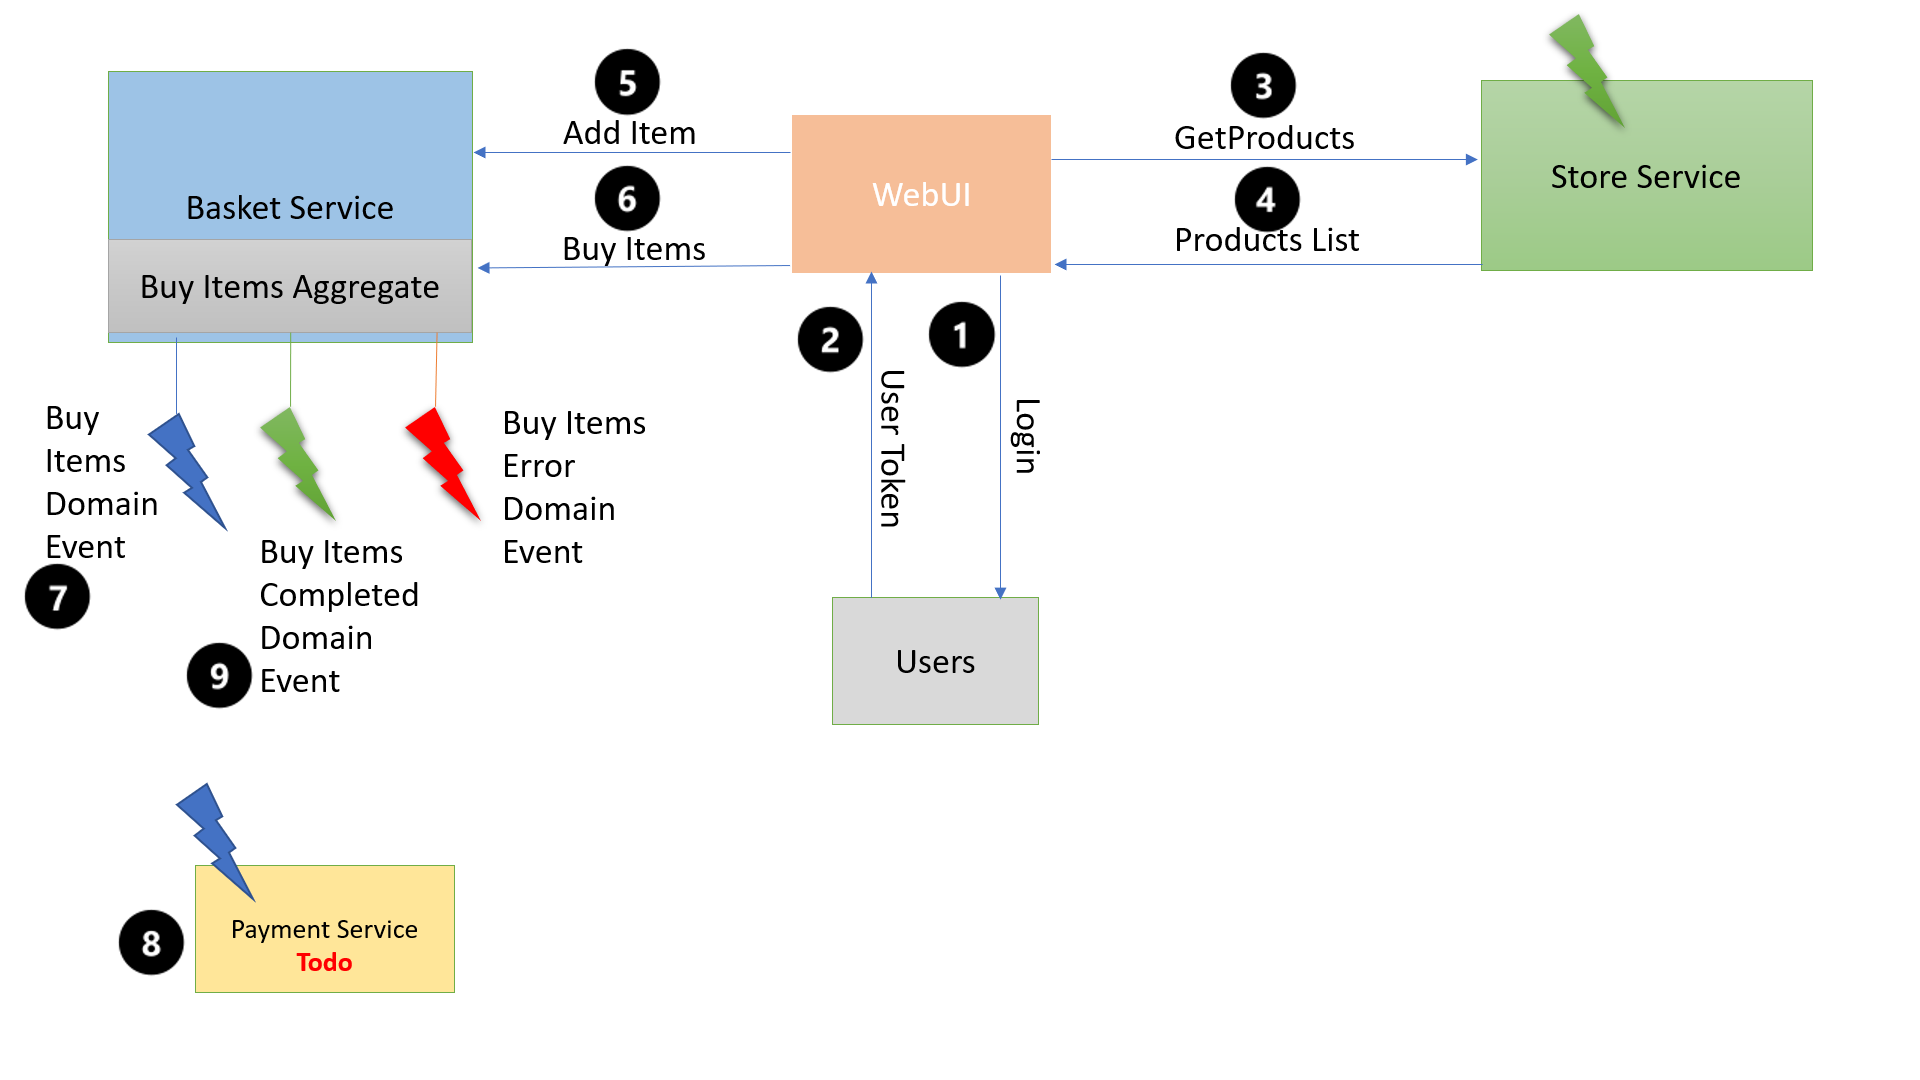 5
Add Item
3
GetProducts
Basket Service
6
Buy Items
WebUI
4
Products List
Store Service
Buy Items Aggregate
2
1
User Token
Login
Buy
Items
Domain
Event
7
Buy Items
Completed
Domain
Event
9
Buy Items
Error
Domain
Event
Users
8
Payment Service
Todo